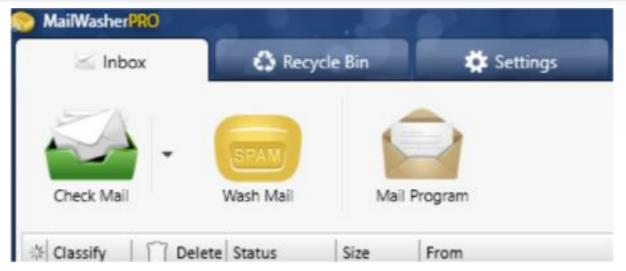 MailWasherPRO
Inbox Recycle Bin Settings
SPAM
Check Mail Wash Mail Mail Program
Classify Delete Status Size From